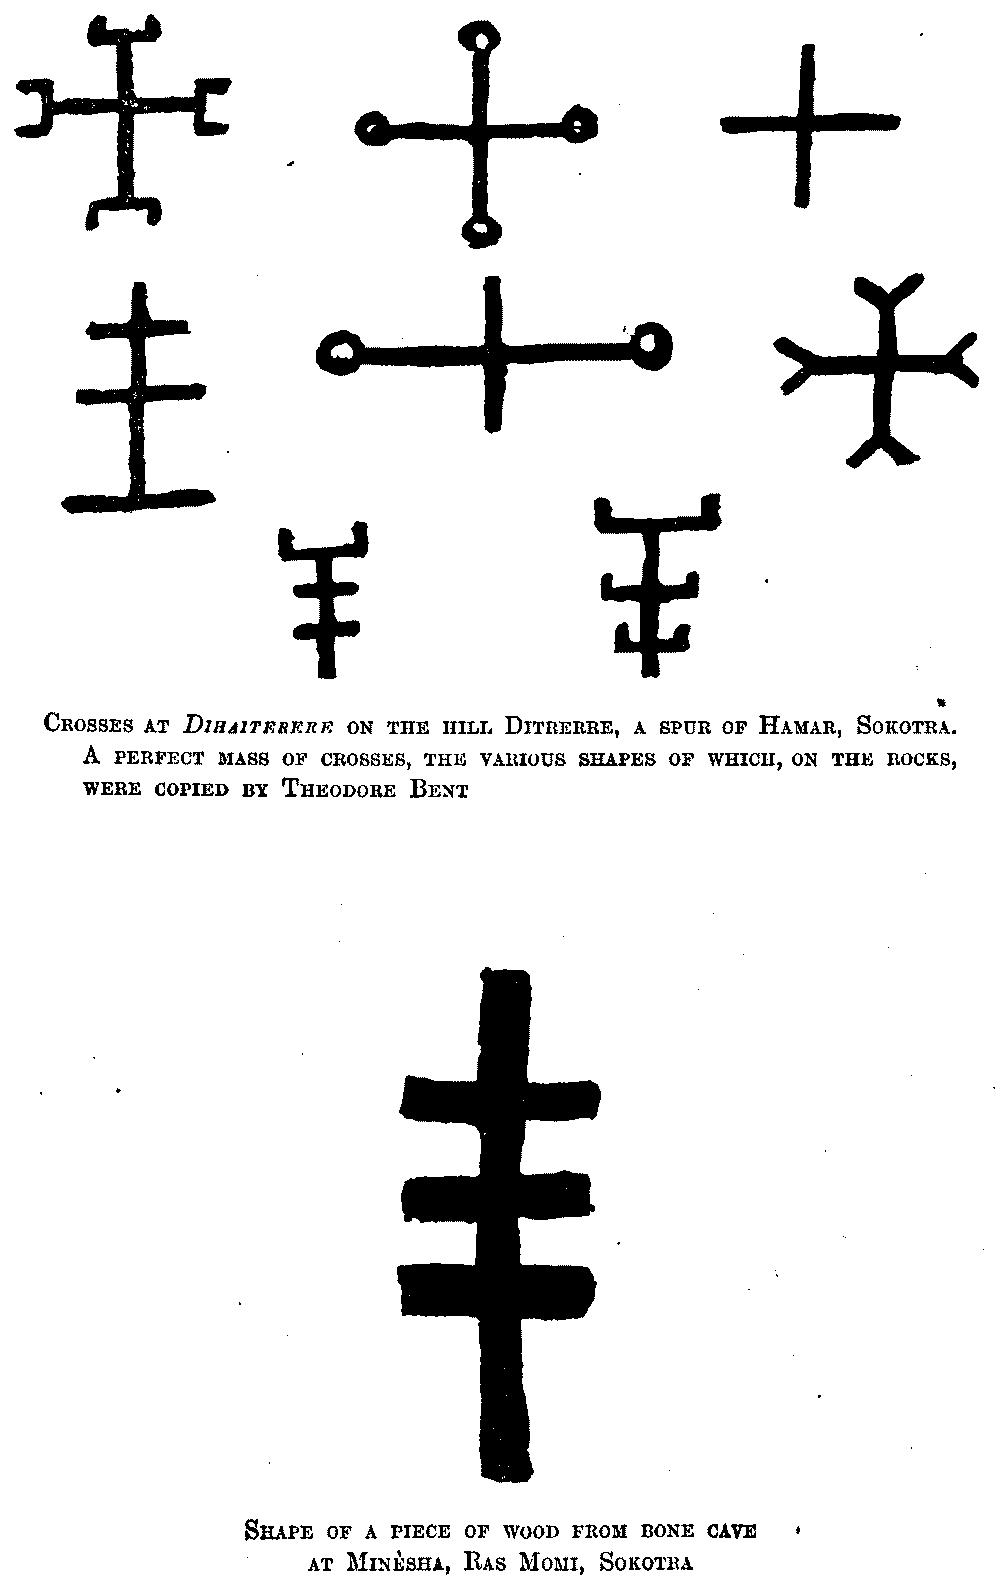 Crosses at Dihaiterere on the hill Ditrerre, a spur of Hamar, Sokotra.
A perfect mass of crosses, the various shapes of which, on the rocks,
were copied by Theodore Bent
Shape of a piece of wood from bone cave
at Minèsha, Ras Momi, Sokotra